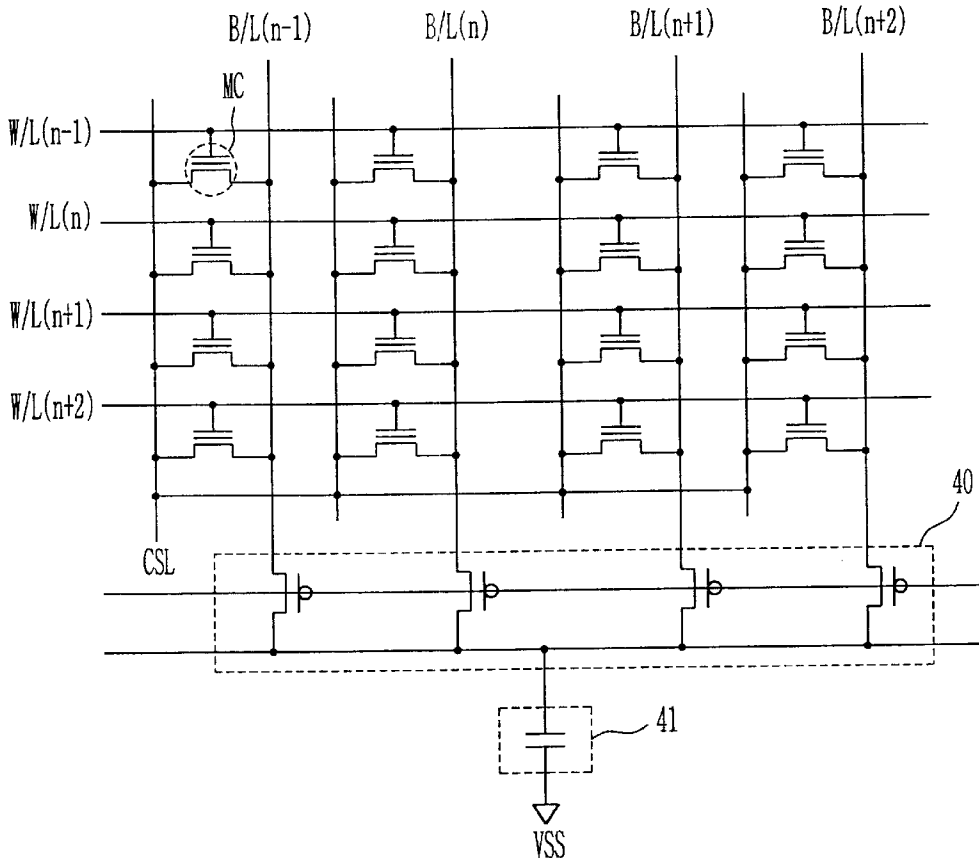 B/L(n-1)
B/L(n)
B/L(n+1)
B/L(n+2)
MC
W/L(n-1)
W/L(n)
W/L(n+1)
W/L(n+2)
40
CSL
41
VSS